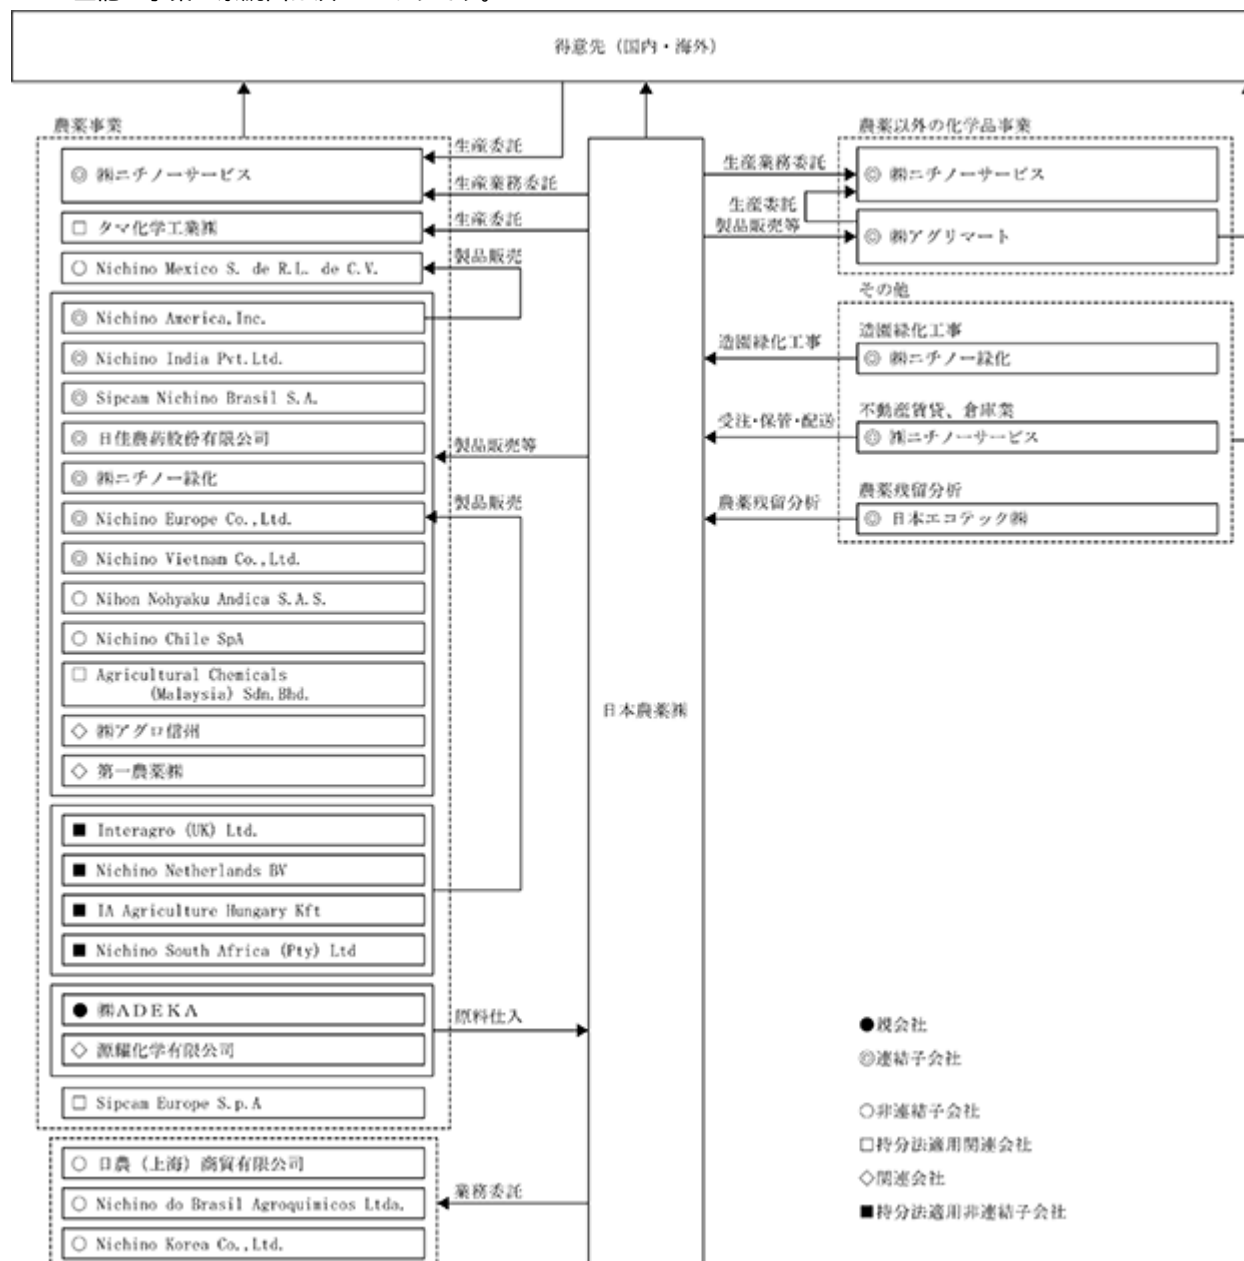 得意先（国内・海外）
農薬事業
◎ ㈱ニチノーサービス
□ タマ化学工業㈱
○ Nichino Mexico S. de R.L. de C.V.
◎ Nichino America,Inc.
◎ Nichino India Pvt.Ltd.
◎ Sipcam Nichino Brasil S.A.
◎ 日佳農葯股份有限公司
◎ ㈱ニチノー緑化
◎ Nichino Europe Co.,Ltd.
◎ Nichino Vietnam Co.,Ltd.
○ Nihon Nohyaku Andica S.A.S.
○ Nichino Chile SpA
□ Agricultural Chemicals
(Malaysia) Sdn.Bhd.
◇ ㈱アグロ信州
◇ 第一農薬㈱
■ Interagro (UK) Ltd.
■ Nichino Netherlands BV
■ IA Agriculture Hungary Kft
■ Nichino South Africa (Pty) Ltd
● ㈱ＡＤＥＫＡ
◇ 源耀化学有限公司
□ Sipcam Europe S.p.A
○ 日農（上海）商貿有限公司
○ Nichino do Brasil Agroquimicos Ltda.
○ Nichino Korea Co.,Ltd.
生産委託
生産業務委託
生産委託
製品販売
製品販売等
製品販売
原料仕入
業務委託
日本農薬㈱
生産業務委託
生産委託
製品販売等
造園緑化工事
受注・保管・配送
農薬残留分析
農薬以外の化学品事業
◎ ㈱ニチノーサービス
◎ ㈱アグリマート
その他
造園緑化工事
◎ ㈱ニチノー緑化
不動産賃貸、倉庫業
◎ ㈱ニチノーサービス
農薬残留分析
◎ 日本エコテック㈱
●親会社
◎連結子会社
○非連結子会社
□持分法適用関連会社
◇関連会社
■持分法適用非連結子会社